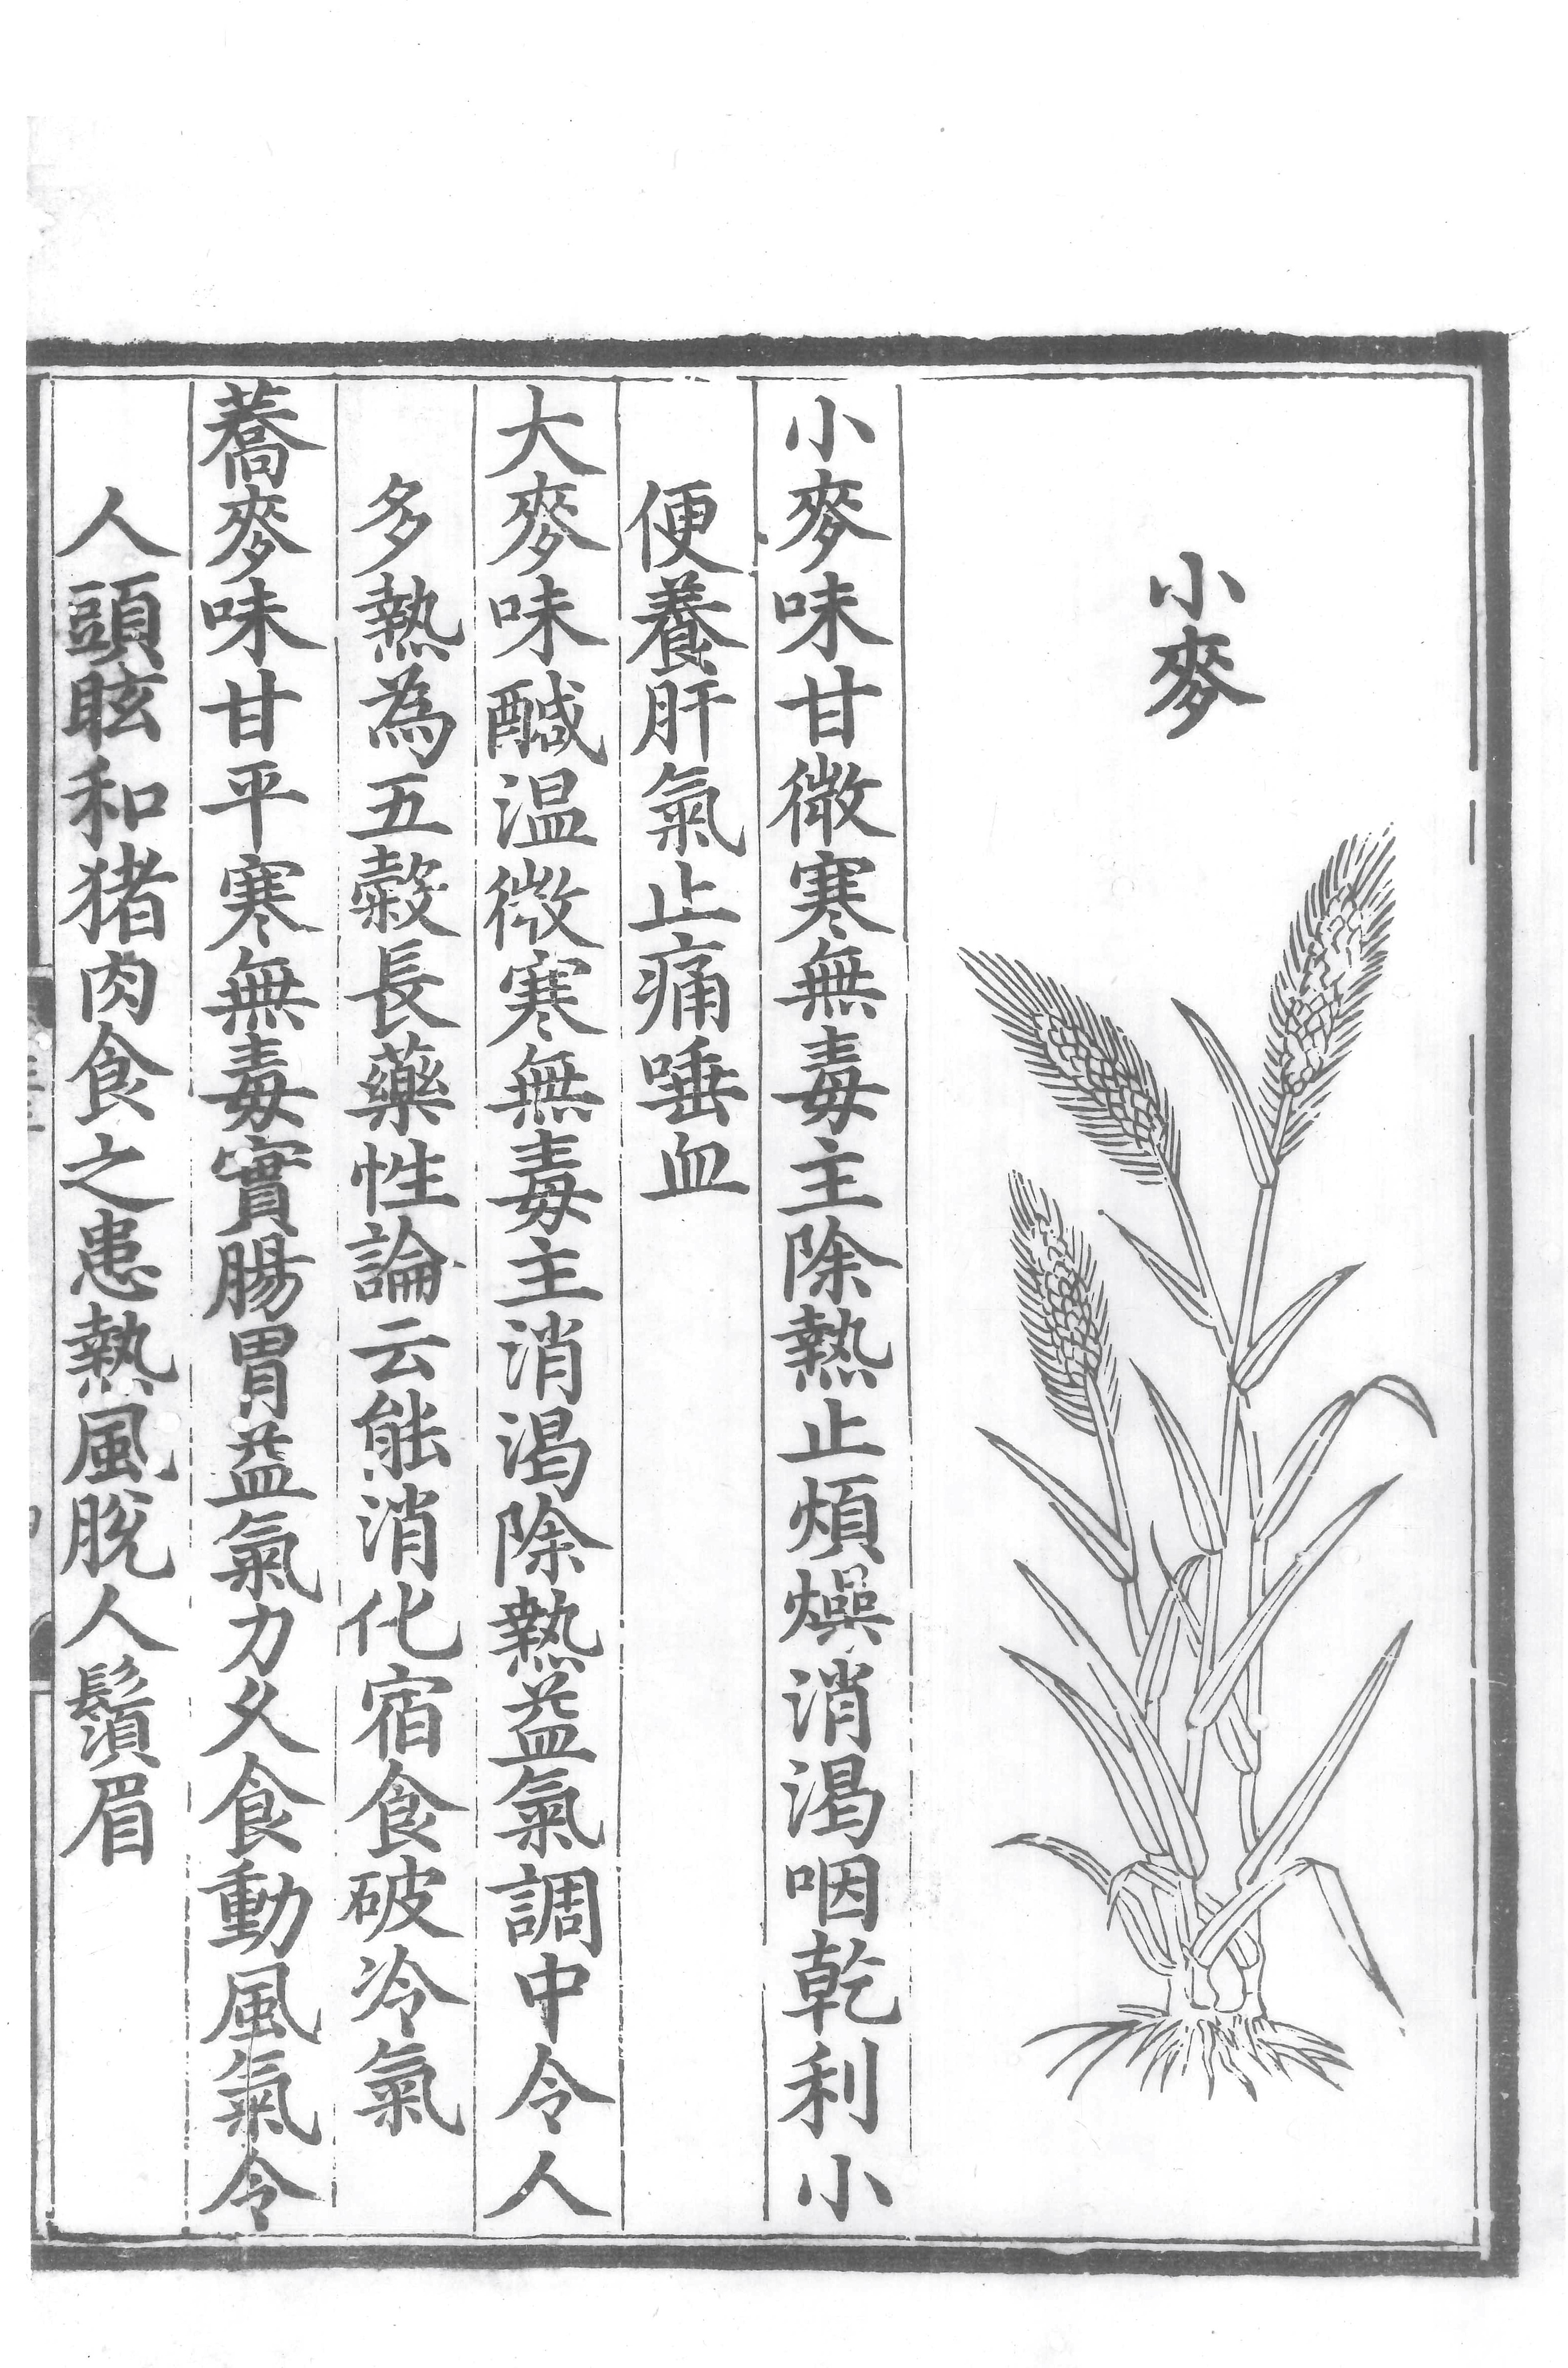 小麥
小麥味甘微寒無毒主除熱止煩燥消渴咽乾利小
便養肝氣止痛唾血
大麥味醎温微寒無毒主消渴除熱益氣調中令人
多熱為五穀長藥性論云能消化宿食破冷氣
蕎麥味甘平寒無毒實腸胃益氣力乆食動風氣令
人頭眩和猪肉食之患熱風脫人鬚眉